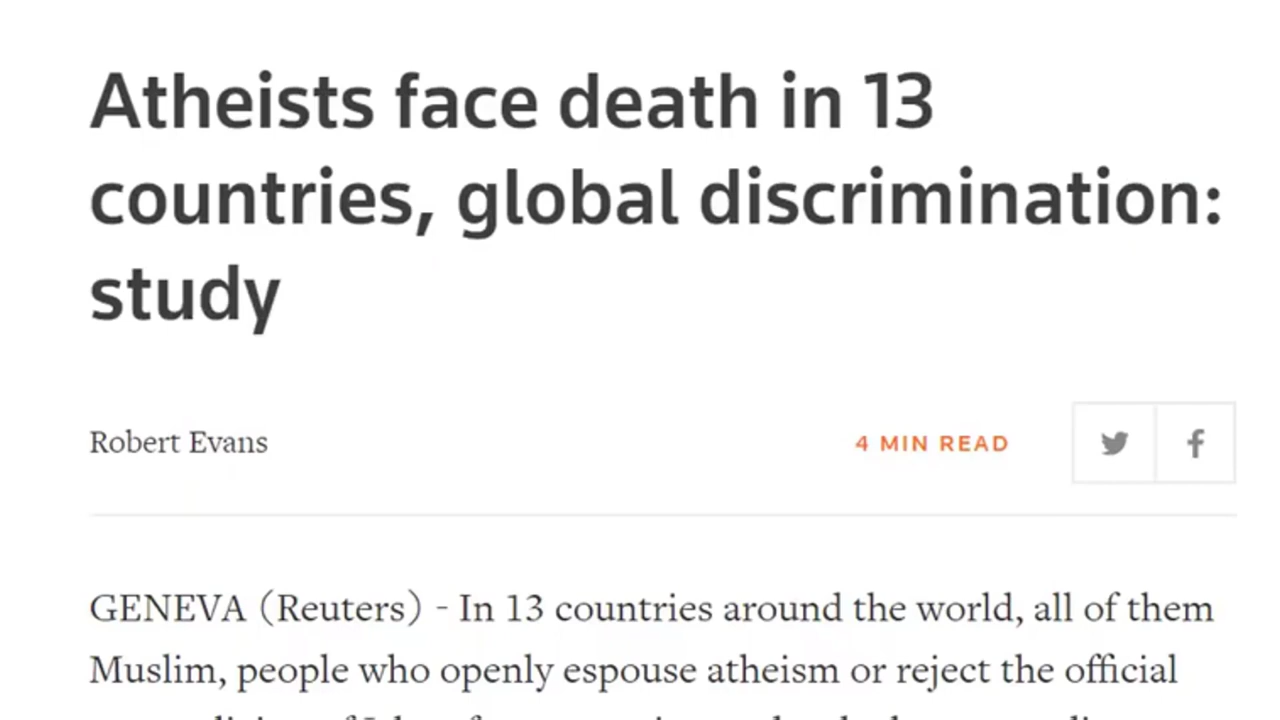 Atheists face death in 13
countries, global discrimination:
study
Robert Evans
4 MIN READ
GENEVA (Reuters) - In 13 countries around the world, all of them
Muslim, people who openly espouse atheism or reject the official